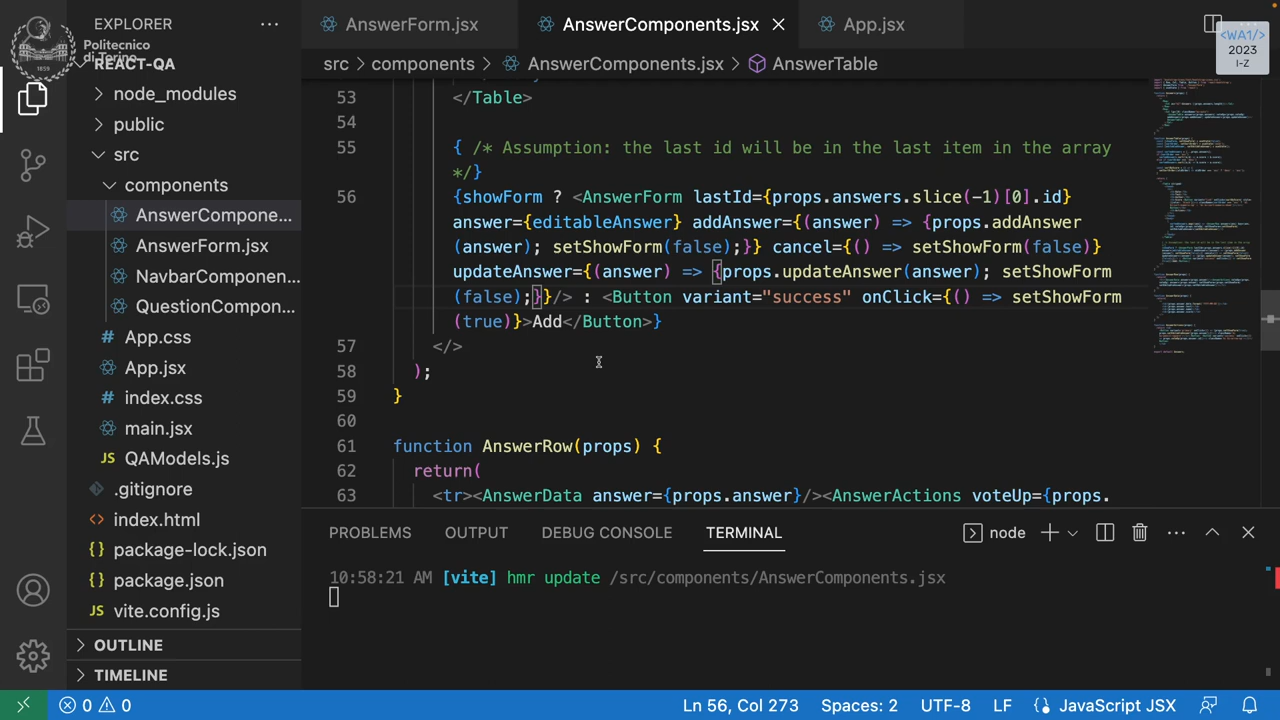 EXPLORER
Politecnico
di Torino
1859
REACT-QA
node_modules
public
src
components
AnswerCompone...
AnswerForm.jsx
NavbarComponen...
QuestionCompon...
# App.css
App.jsx
# index.css
main.jsx
JS QAModels.js
.gitignore
<> index.html
{} package-lock.json
{} package.json
JS vite.config.js
OUTLINE
TIMELINE
AnswerForm.jsx
AnswerComponents.jsx
App.jsx
<WA1/>
2023
I-Z
src > components > AnswerComponents.jsx > AnswerTable
53 </Table>
54
55 { /* Assumption: the last id will be in the last item in the array
*/}
56 {showForm ? <AnswerForm lastId={props.answers.slice(-1)[0].id}
answer={editableAnswer} addAnswer={(answer) => {props.addAnswer
(answer); setShowForm(false);}} cancel={() => setShowForm(false)}
updateAnswer={(answer) => {props.updateAnswer(answer); setShowForm
(false);}}/> : <Button variant="success" onClick={() => setShowForm
(true)}>Add</Button>}
57 </>
58 );
59 }
60
61 function AnswerRow(props) {
62 return(
63 <tr><AnswerData answer={props.answer}/><AnswerActions voteUp={props.
PROBLEMS OUTPUT DEBUG CONSOLE TERMINAL
node
10:58:21 AM [vite] hmr update /src/components/AnswerComponents.jsx
0 0
Ln 56, Col 273
Spaces: 2
UTF-8
LF
{} JavaScript JSX